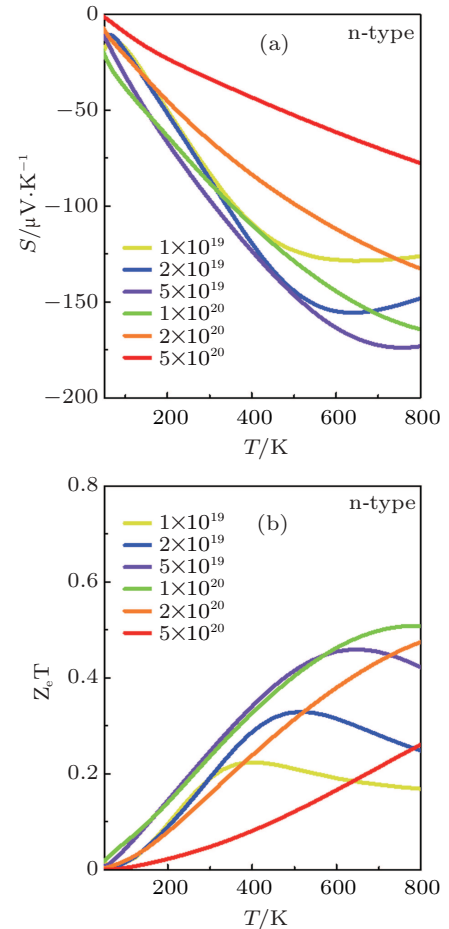 0
(a)
n-type
−50
−100
−150
−200
S/μV·K⁻¹
1×10¹⁹
2×10¹⁹
5×10¹⁹
1×10²⁰
2×10²⁰
5×10²⁰
200 400 600 800
T/K
0.8
n-type
(b)
1×10¹⁹
2×10¹⁹
5×10¹⁹
1×10²⁰
2×10²⁰
5×10²⁰
0.6
0.4
0.2
0
ZₑT
200 400 600 800
T/K